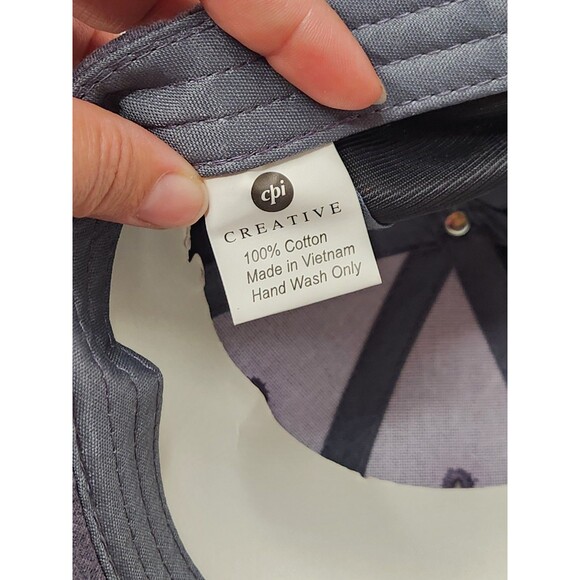 cpi
CREATIVE
100% Cotton
Made in Vietnam
Hand Wash Only